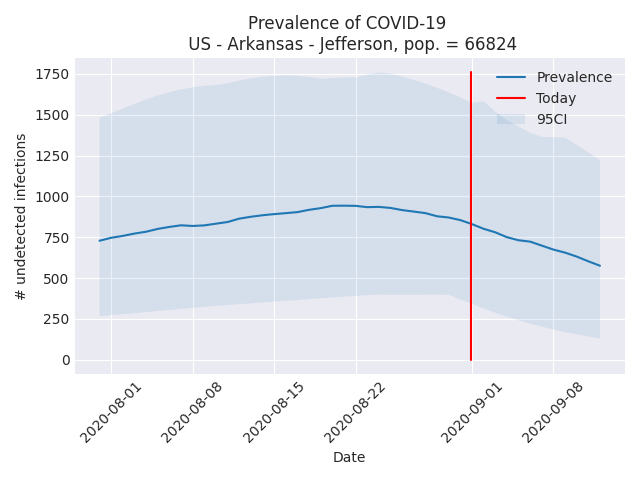 Prevalence of COVID-19
US - Arkansas - Jefferson, pop. = 66824
Prevalence
Today
95CI
# undetected infections
1750
1500
1250
1000
750
500
250
0
2020-08-01
2020-08-08
2020-08-15
2020-08-22
2020-09-01
2020-09-08
Date